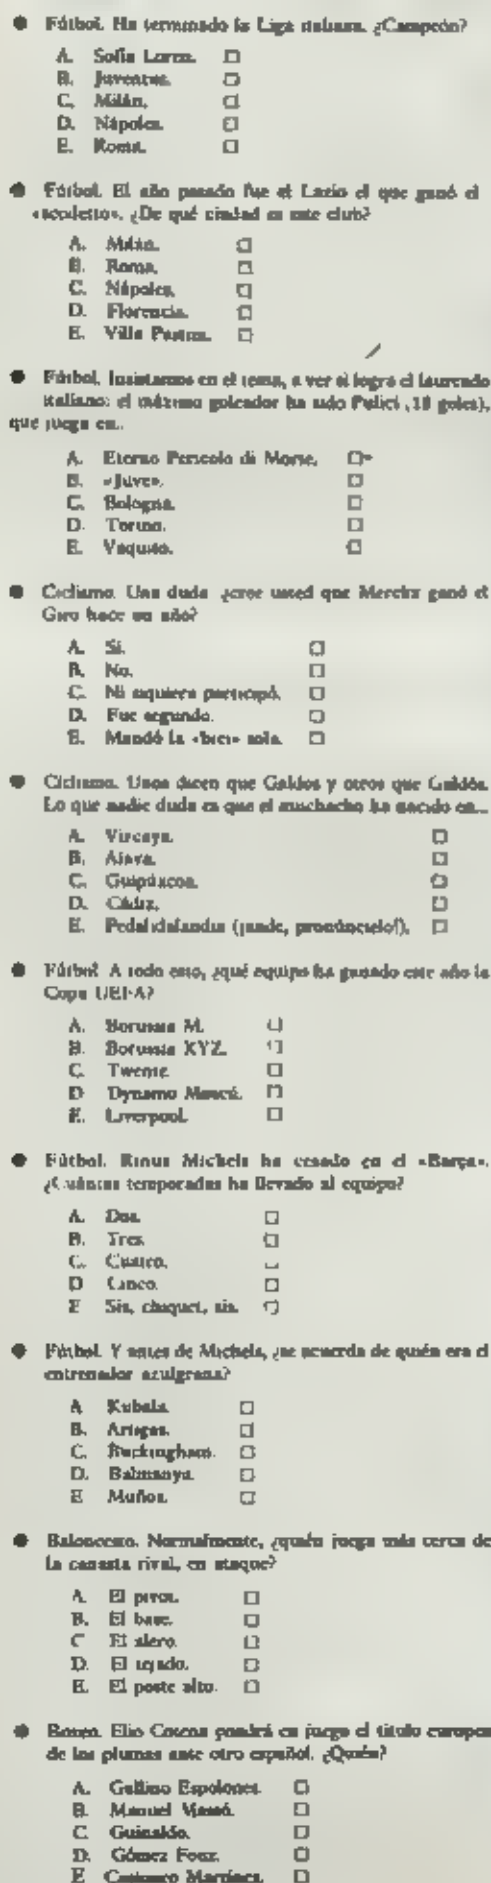 ● Fútbol. Ha terminado la Liga italiana. ¿Campeón?
A. Sofía Loren. □
B. Juventus. □
C. Milán. □
D. Nápoles. □
E. Roma. □
● Fútbol. El año pasado fue el Lazio el que ganó el
«scudetto». ¿De qué ciudad es este club?
A. Milán. □
B. Roma. □
C. Nápoles. □
D. Florencia. □
E. Villa □
● Fútbol. Insistamos en el tema, a ver si logra el laureado
italiano: el máximo goleador ha sido Pulici (18 goles),
que juega en...
A. Eterno Pericolo di Morte. □
B. «Juve». □
C. Bologna. □
D. Torino. □
E. Vaquito. □
● Ciclismo. Una duda ¿cree usted que Merckx ganó el
Giro hace un año?
A. Sí. □
B. No. □
C. Ni siquiera participó. □
D. Fue segundo. □
E. Mandó la «bici» sola. □
● Ciclismo. Unos dicen que Galdos y otros que Galdós.
Lo que nadie duda es que el muchacho ha nacido en...
A. Vizcaya. □
B. Alava. □
C. Guipúzcoa. □
D. Cádiz. □
E. (¡ande, pronúncielo!). □
● Fútbol. A todo esto, ¿qué equipo ha ganado este año la
Copa UEFA?
A. Borussia M. □
B. Borussia XYZ. □
C. Twente. □
D. Dynamo Moscú. □
E. Liverpool. □
● Fútbol. Rinus Michels ha cesado en el «Barça».
¿Cuántas temporadas ha llevado al equipo?
A. Dos. □
B. Tres. □
C. Cuatro. □
D. Cinco. □
E. Sis, chiquet, sis. □
● Fútbol. Y antes de Michels, ¿se acuerda de quién era el
entrenador azulgrana?
A. Kubala. □
B. Artigas. □
C. Buckingham. □
D. Balmanya. □
E. Muñoz. □
● Baloncesto. Normalmente, ¿quién juega más cerca de
la canasta rival, en ataque?
A. El pivot. □
B. El base. □
C. El alero. □
D. El tejado. □
E. El poste alto. □
● Boxeo. Elio Cotena pondrá en juego el título europeo
de los plumas ante otro español. ¿Quién?
A. Gallino Espolones. □
B. Manuel Massó. □
C. Guinaldo. □
D. Gómez Fouz. □
E. Martínez. □